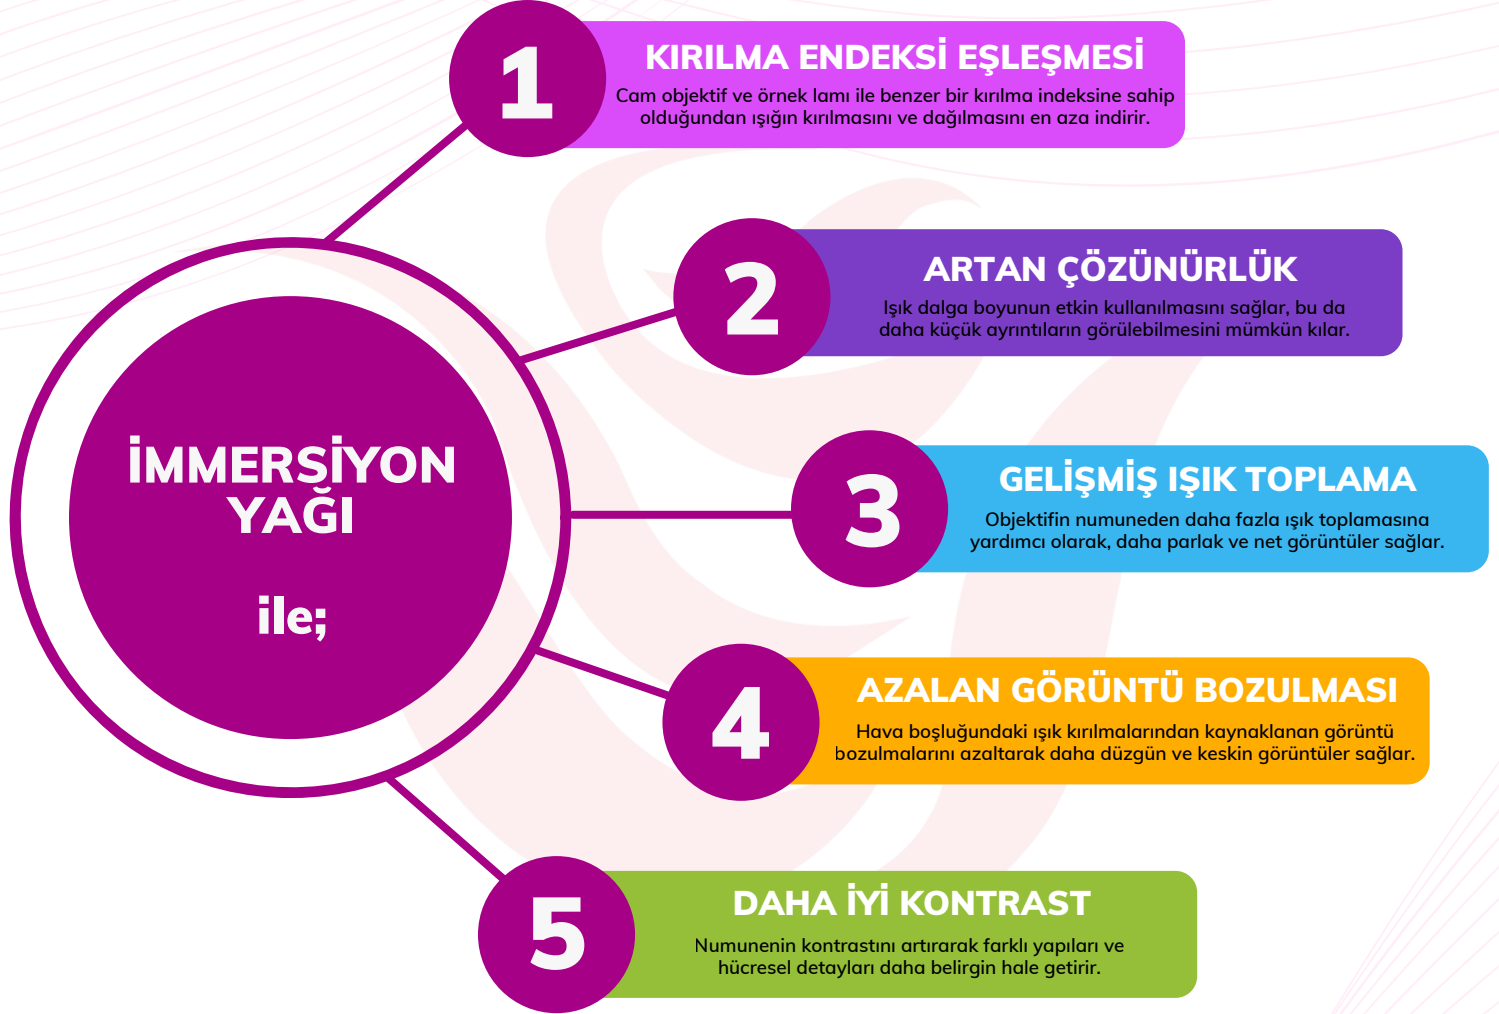 1
KIRILMA ENDEKSİ EŞLEŞMESİ
Cam objektif ve örnek lamı ile benzer bir kırılma indeksine sahip
olduğundan ışığın kırılmasını ve dağılmasını en aza indirir.
2
ARTAN ÇÖZÜNÜRLÜK
Işık dalga boyunun etkin kullanılmasını sağlar, bu da
daha küçük ayrıntıların görülebilmesini mümkün kılar.
İMMERSİYON
YAĞI
ile;
3
GELİŞMİŞ IŞIK TOPLAMA
Objektifin numuneden daha fazla ışık toplamasına
yardımcı olarak, daha parlak ve net görüntüler sağlar.
4
AZALAN GÖRÜNTÜ BOZULMASI
Hava boşluğundaki ışık kırılmalarından kaynaklanan görüntü
bozulmalarını azaltarak daha düzgün ve keskin görüntüler sağlar.
5
DAHA İYİ KONTRAST
Numunenin kontrastını artırarak farklı yapıları ve
hücresel detayları daha belirgin hale getirir.